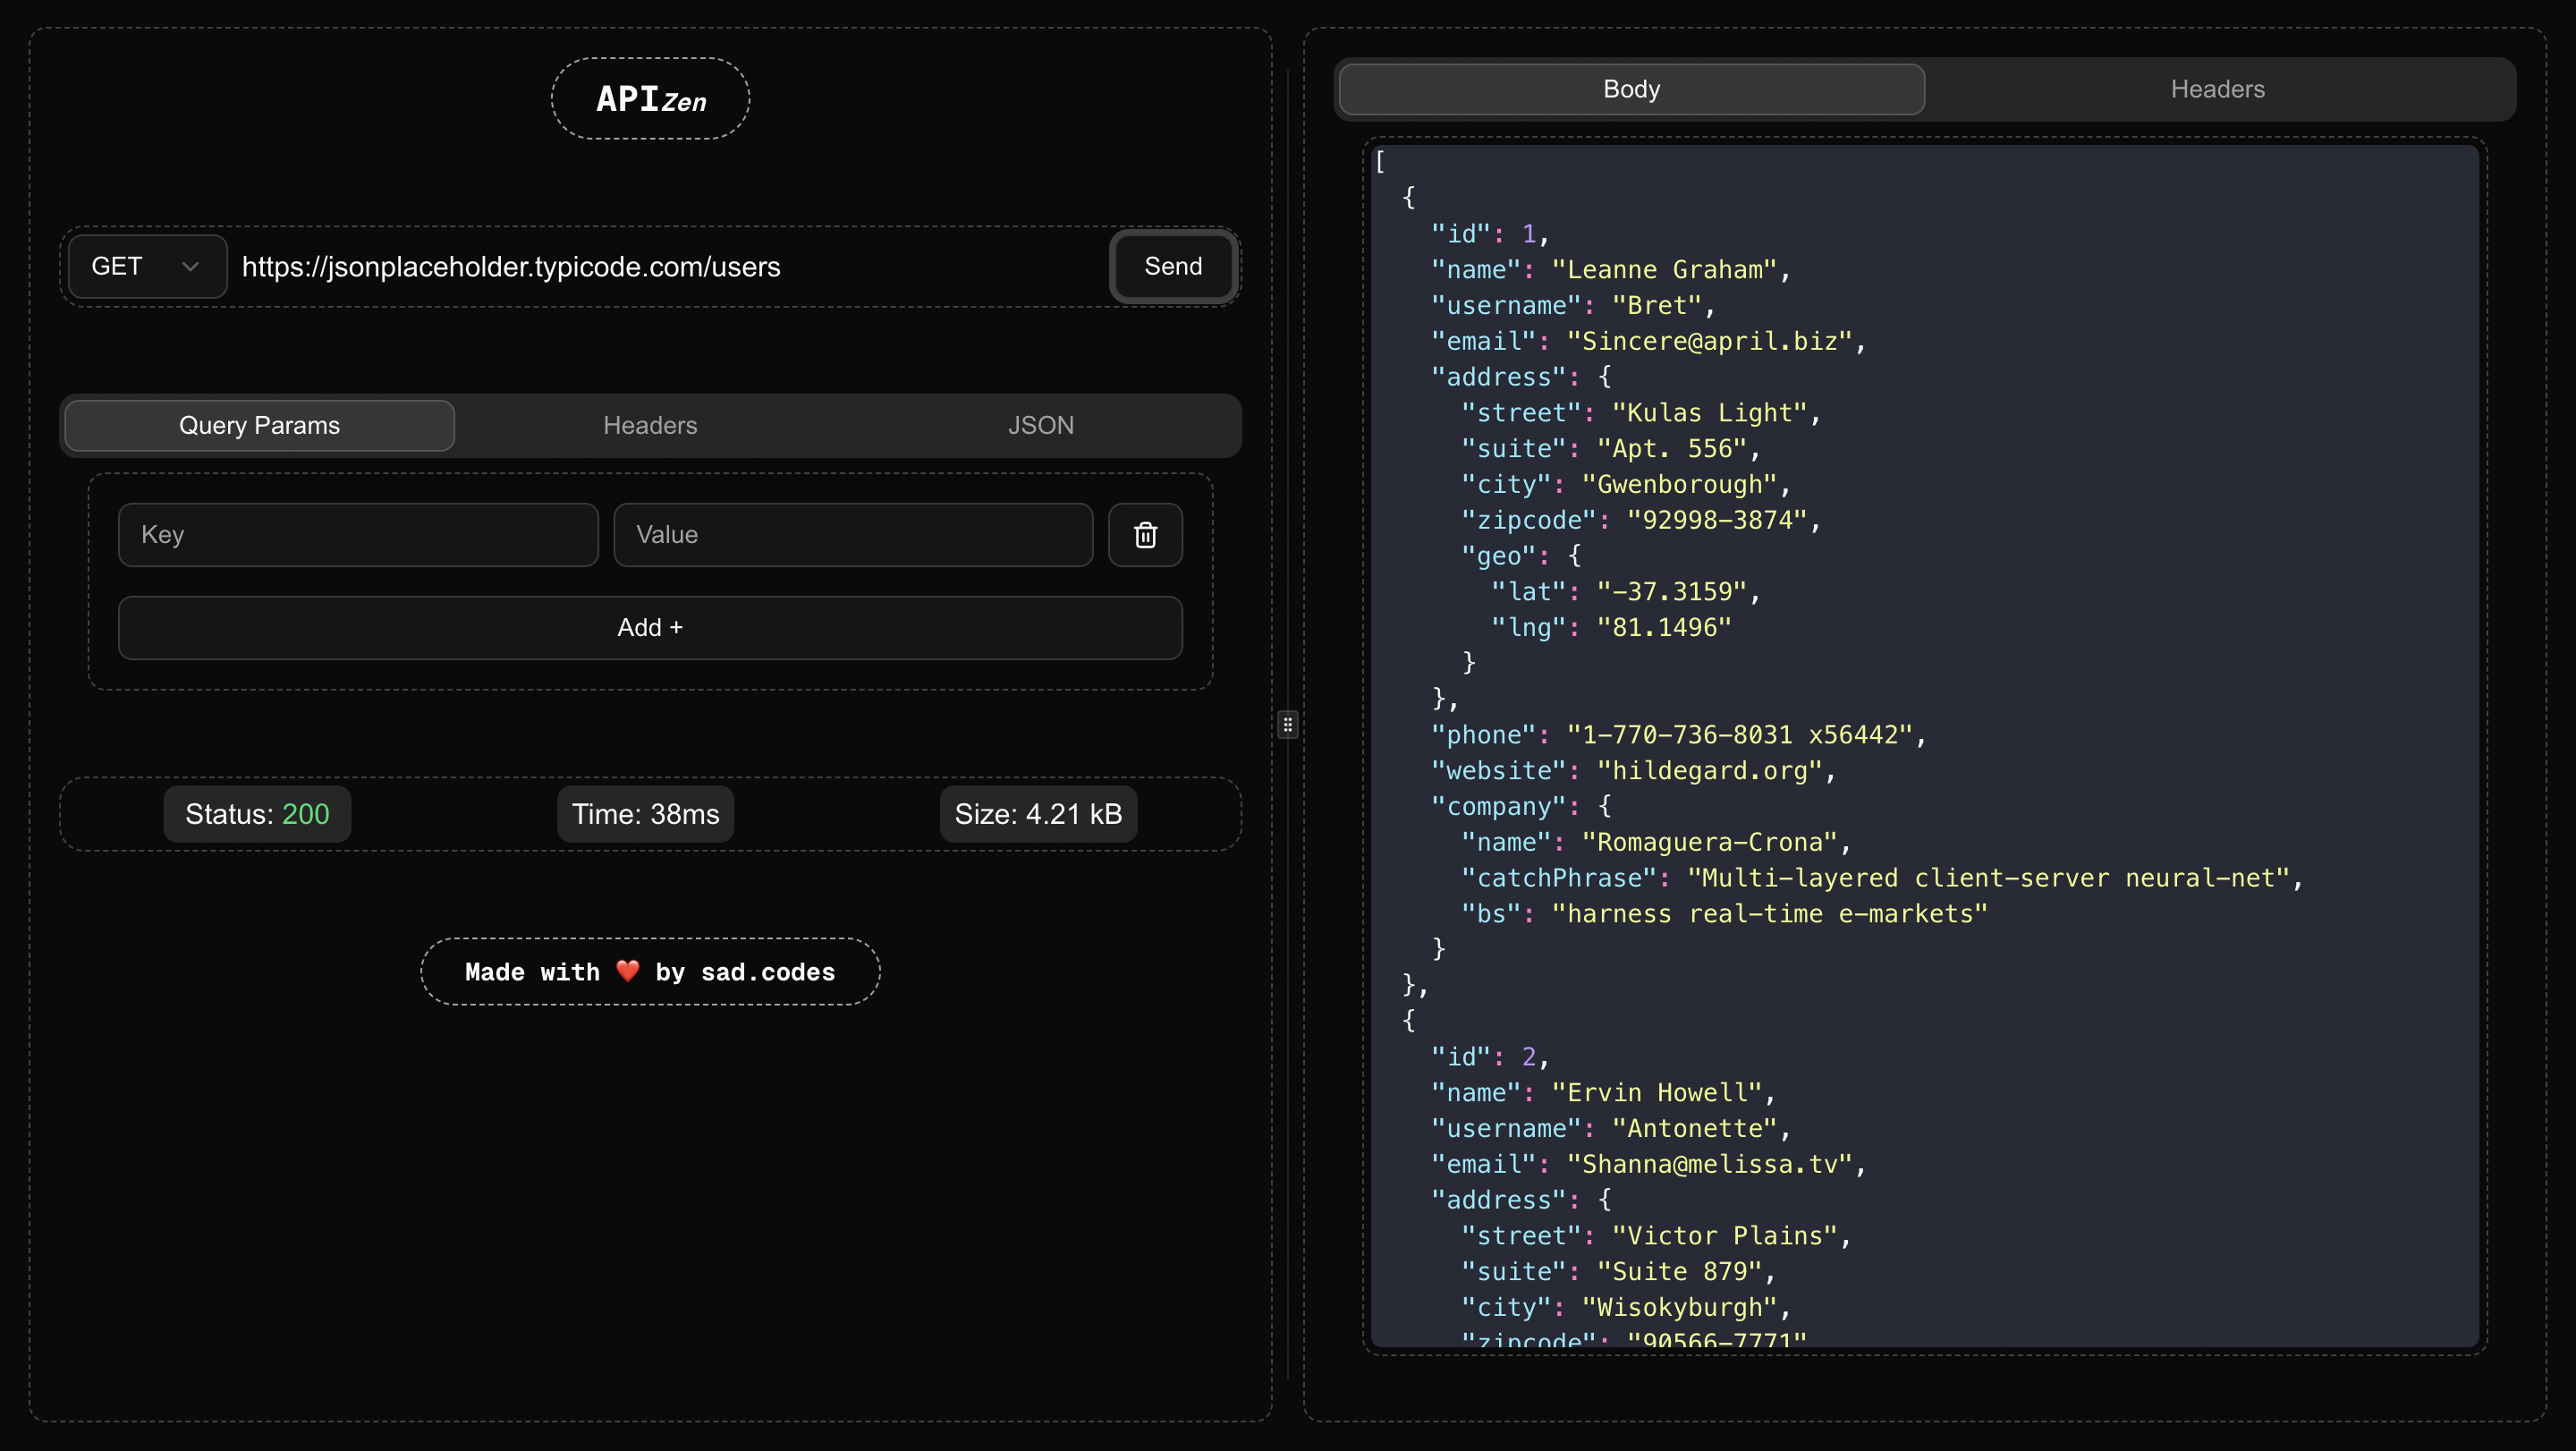 APIZen
GET
https://jsonplaceholder.typicode.com/users
Send
Query Params
Headers
JSON
Key
Value
Add +
Status: 200
Time: 38ms
Size: 4.21 kB
Made with ❤️ by sad.codes
Body
Headers
[
  {
    "id": 1,
    "name": "Leanne Graham",
    "username": "Bret",
    "email": "Sincere@april.biz",
    "address": {
      "street": "Kulas Light",
      "suite": "Apt. 556",
      "city": "Gwenborough",
      "zipcode": "92998-3874",
      "geo": {
        "lat": "-37.3159",
        "lng": "81.1496"
      }
    },
    "phone": "1-770-736-8031 x56442",
    "website": "hildegard.org",
    "company": {
      "name": "Romaguera-Crona",
      "catchPhrase": "Multi-layered client-server neural-net",
      "bs": "harness real-time e-markets"
    }
  },
  {
    "id": 2,
    "name": "Ervin Howell",
    "username": "Antonette",
    "email": "Shanna@melissa.tv",
    "address": {
      "street": "Victor Plains",
      "suite": "Suite 879",
      "city": "Wisokyburgh",
      "zipcode": "90566-7771"